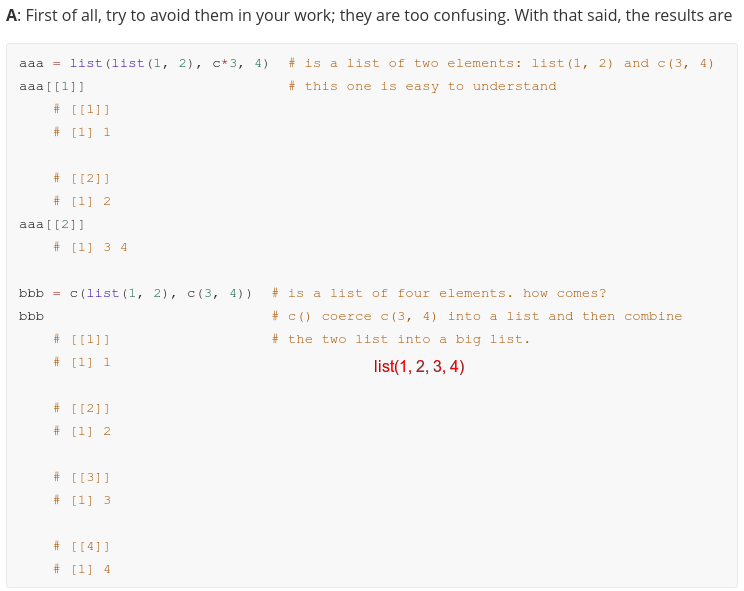 A: First of all, try to avoid them in your work; they are too confusing. With that said, the results are
aaa = list(list(1, 2), c*3, 4)  # is a list of two elements: list(1, 2) and c(3, 4)
aaa[[1]]                        # this one is easy to understand
    # [[1]]
    # [1] 1
    # [[2]]
    # [1] 2
aaa[[2]]
    # [1] 3 4
bbb = c(list(1, 2), c(3, 4))  # is a list of four elements. how comes?
bbb                           # c() coerce c(3, 4) into a list and then combine
    # [[1]]                   # the two list into a big list.
    # [1] 1                   list(1, 2, 3, 4)
    # [[2]]
    # [1] 2
    # [[3]]
    # [1] 3
    # [[4]]
    # [1] 4